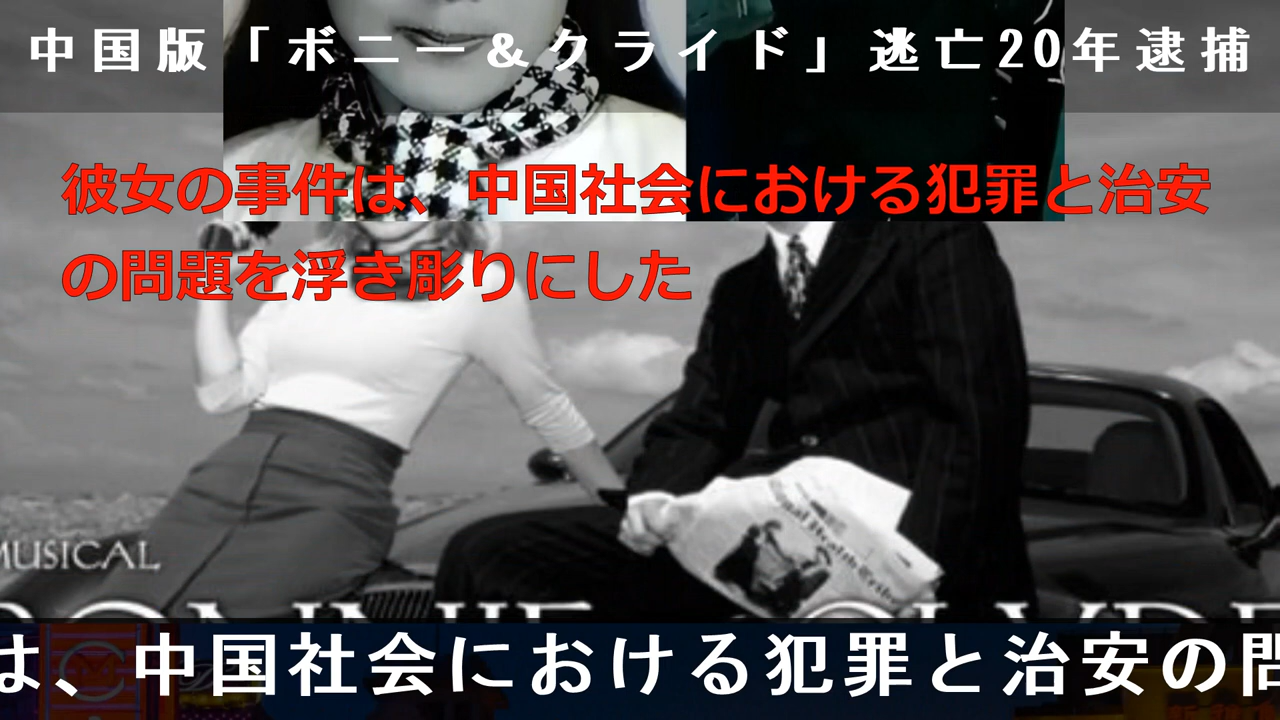 中国版「ボニー&クライド」逃亡20年逮捕
彼女の事件は、中国社会における犯罪と治安
の問題を浮き彫りにした
MUSICAL
は、中国社会における犯罪と治安の問